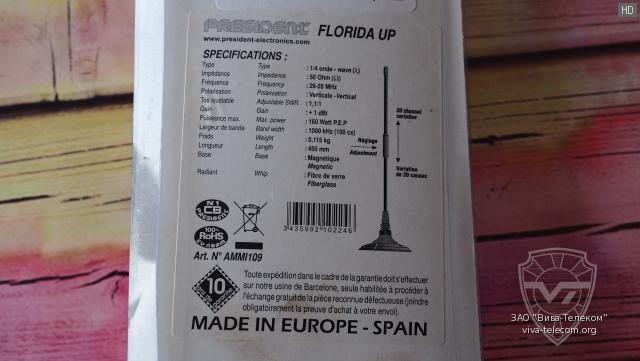 HD
PRESIDENT FLORIDA UP
www.president-electronics.com
SPECIFICATIONS :
Type Type : 1/4 onde - wave (λ)
Impédance Impedance : 50 Ohm (Ω)
Fréquence Frequency : 26-28 MHz
Polarisation Polarization : Verticale -Vertical
Tos ajustable Adjustable SWR : 1,1/1
Gain Gain : + 1 dBi
Puissance max. Max. power : 160 Watt P.E.P
Largeur de bande Band width : 1000 kHz (100 cx)
Poids Weight : 0,115 kg
Longueur Length : 450 mm
Base Base : Magnétique
Magnetic
Radiant Whip : Fibre de verre
Fiberglass
20 channel
variation
Réglage
Adjustment
Variation
de 20 canaux
N1
CB
PRESIDENT
100%
RoHS
3435992102246
Art. N° AMMI109
10
Toute expédition dans le cadre de la garantie doit s'effectuer
sur notre usine de Barcelone, seule habilitée à procéder à
l'échange gratuit de la pièce reconnue défectueuse (joindre
obligatoirement la preuve d'achat à votre envoi).
MADE IN EUROPE - SPAIN
VT
ЗАО "Вива-Телеком"
viva-telecom.org